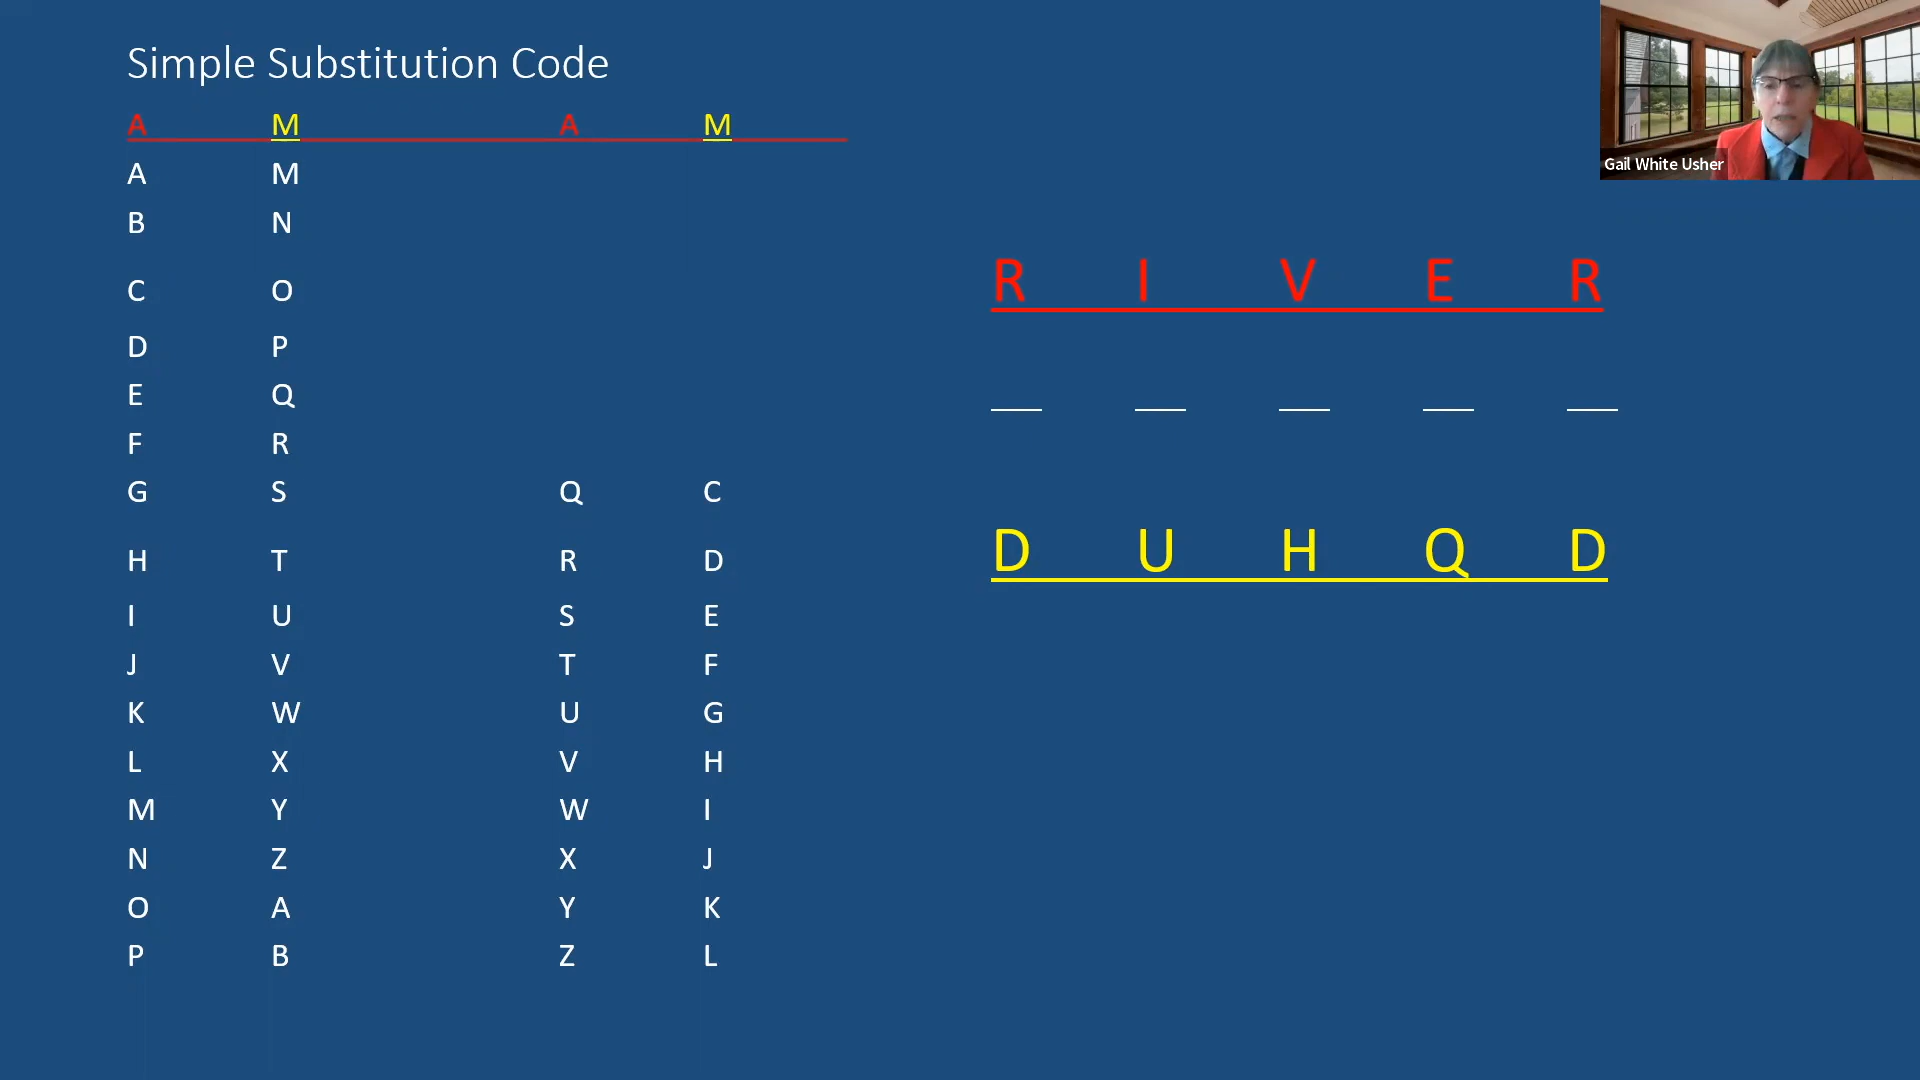 Simple Substitution Code
A M A M
A M
B N
C O
D P
E Q
F R
G S Q C
H T R D
I U S E
J V T F
K W U G
L X V H
M Y W I
N Z X J
O A Y K
P B Z L
R I V E R
D U H Q D
Gail White Usher